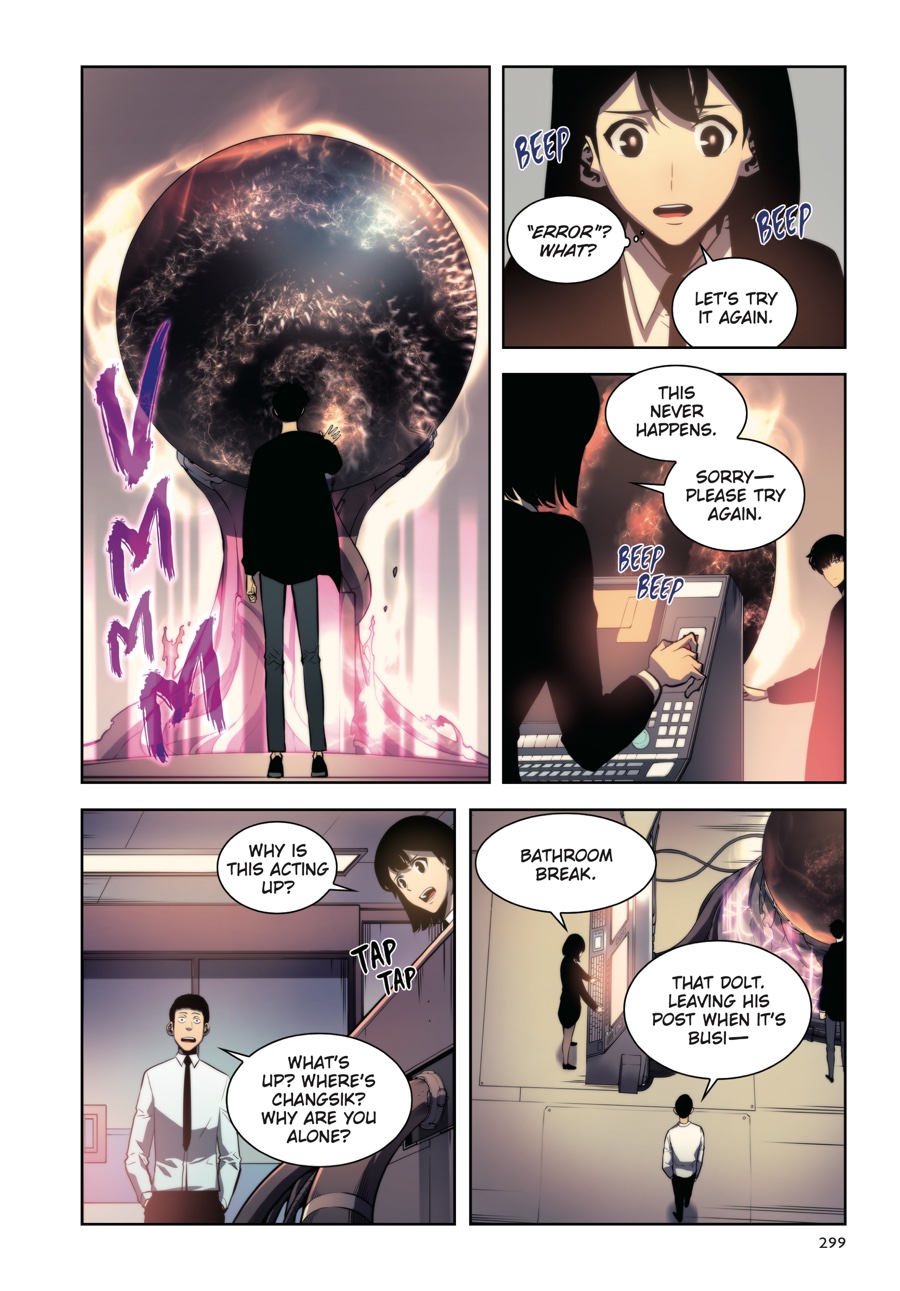 VMMM
BEEP
BEEP
"ERROR"?
WHAT?
LET'S TRY
IT AGAIN.
THIS
NEVER
HAPPENS.
SORRY—
PLEASE TRY
AGAIN.
BEEP
BEEP
WHY IS
THIS ACTING
UP?
TAP
TAP
WHAT'S
UP? WHERE'S
CHANGSIK?
WHY ARE YOU
ALONE?
BATHROOM
BREAK.
THAT DOLT.
LEAVING HIS
POST WHEN IT'S
BUSI—
299